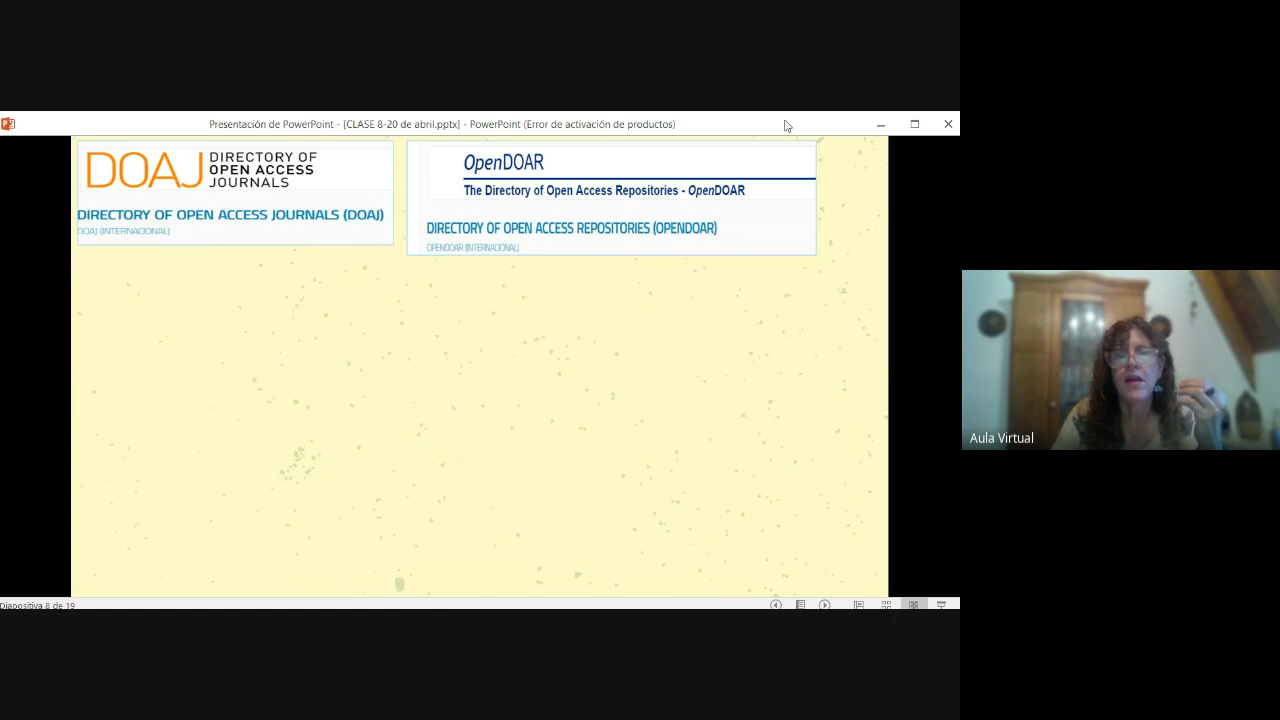 Presentación de PowerPoint - [CLASE 8-20 de abril.pptx] - PowerPoint (Error de activación de productos)
DOAJ DIRECTORY OF
OPEN ACCESS
JOURNALS
DIRECTORY OF OPEN ACCESS JOURNALS (DOAJ)
DOAJ (INTERNACIONAL)
OpenDOAR
The Directory of Open Access Repositories - OpenDOAR
DIRECTORY OF OPEN ACCESS REPOSITORIES (OPENDOAR)
OPENDOAR (INTERNACIONAL)
Aula Virtual
Diapositiva 8 de 19